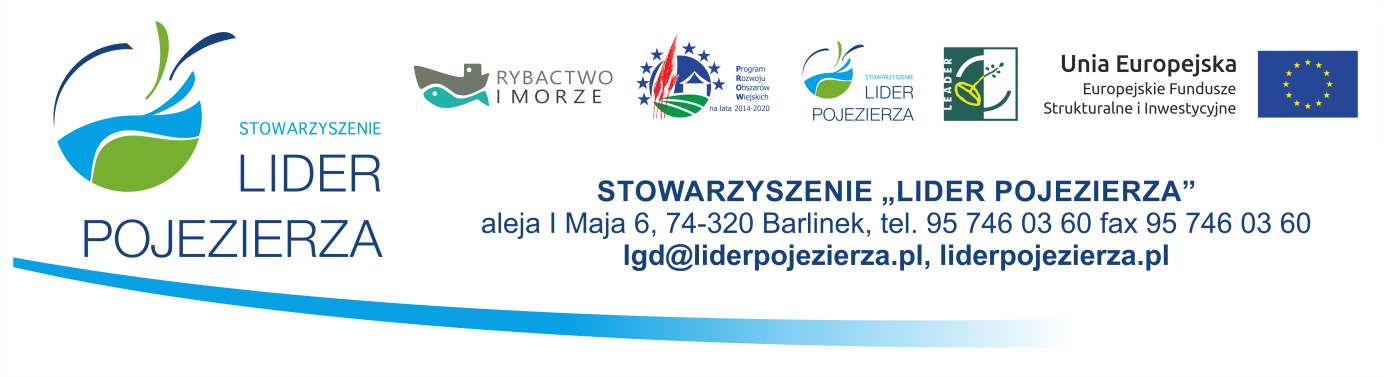 STOWARZYSZENIE
LIDER
POJEZIERZA
RYBACTWO
I MORZE
Program
Rozwoju
Obszarów
Wiejskich
na lata 2014-2020
STOWARZYSZENIE
LIDER
POJEZIERZA
LEADER
Unia Europejska
Europejskie Fundusze
Strukturalne i Inwestycyjne
STOWARZYSZENIE „LIDER POJEZIERZA”
aleja I Maja 6, 74-320 Barlinek, tel. 95 746 03 60 fax 95 746 03 60
lgd@liderpojezierza.pl, liderpojezierza.pl